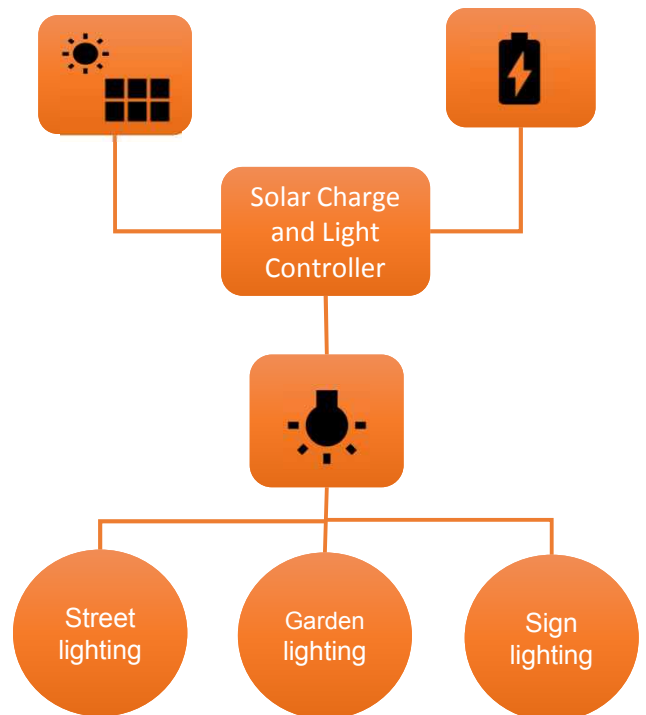 Solar Charge
and Light
Controller
Street
lighting
Garden
lighting
Sign
lighting